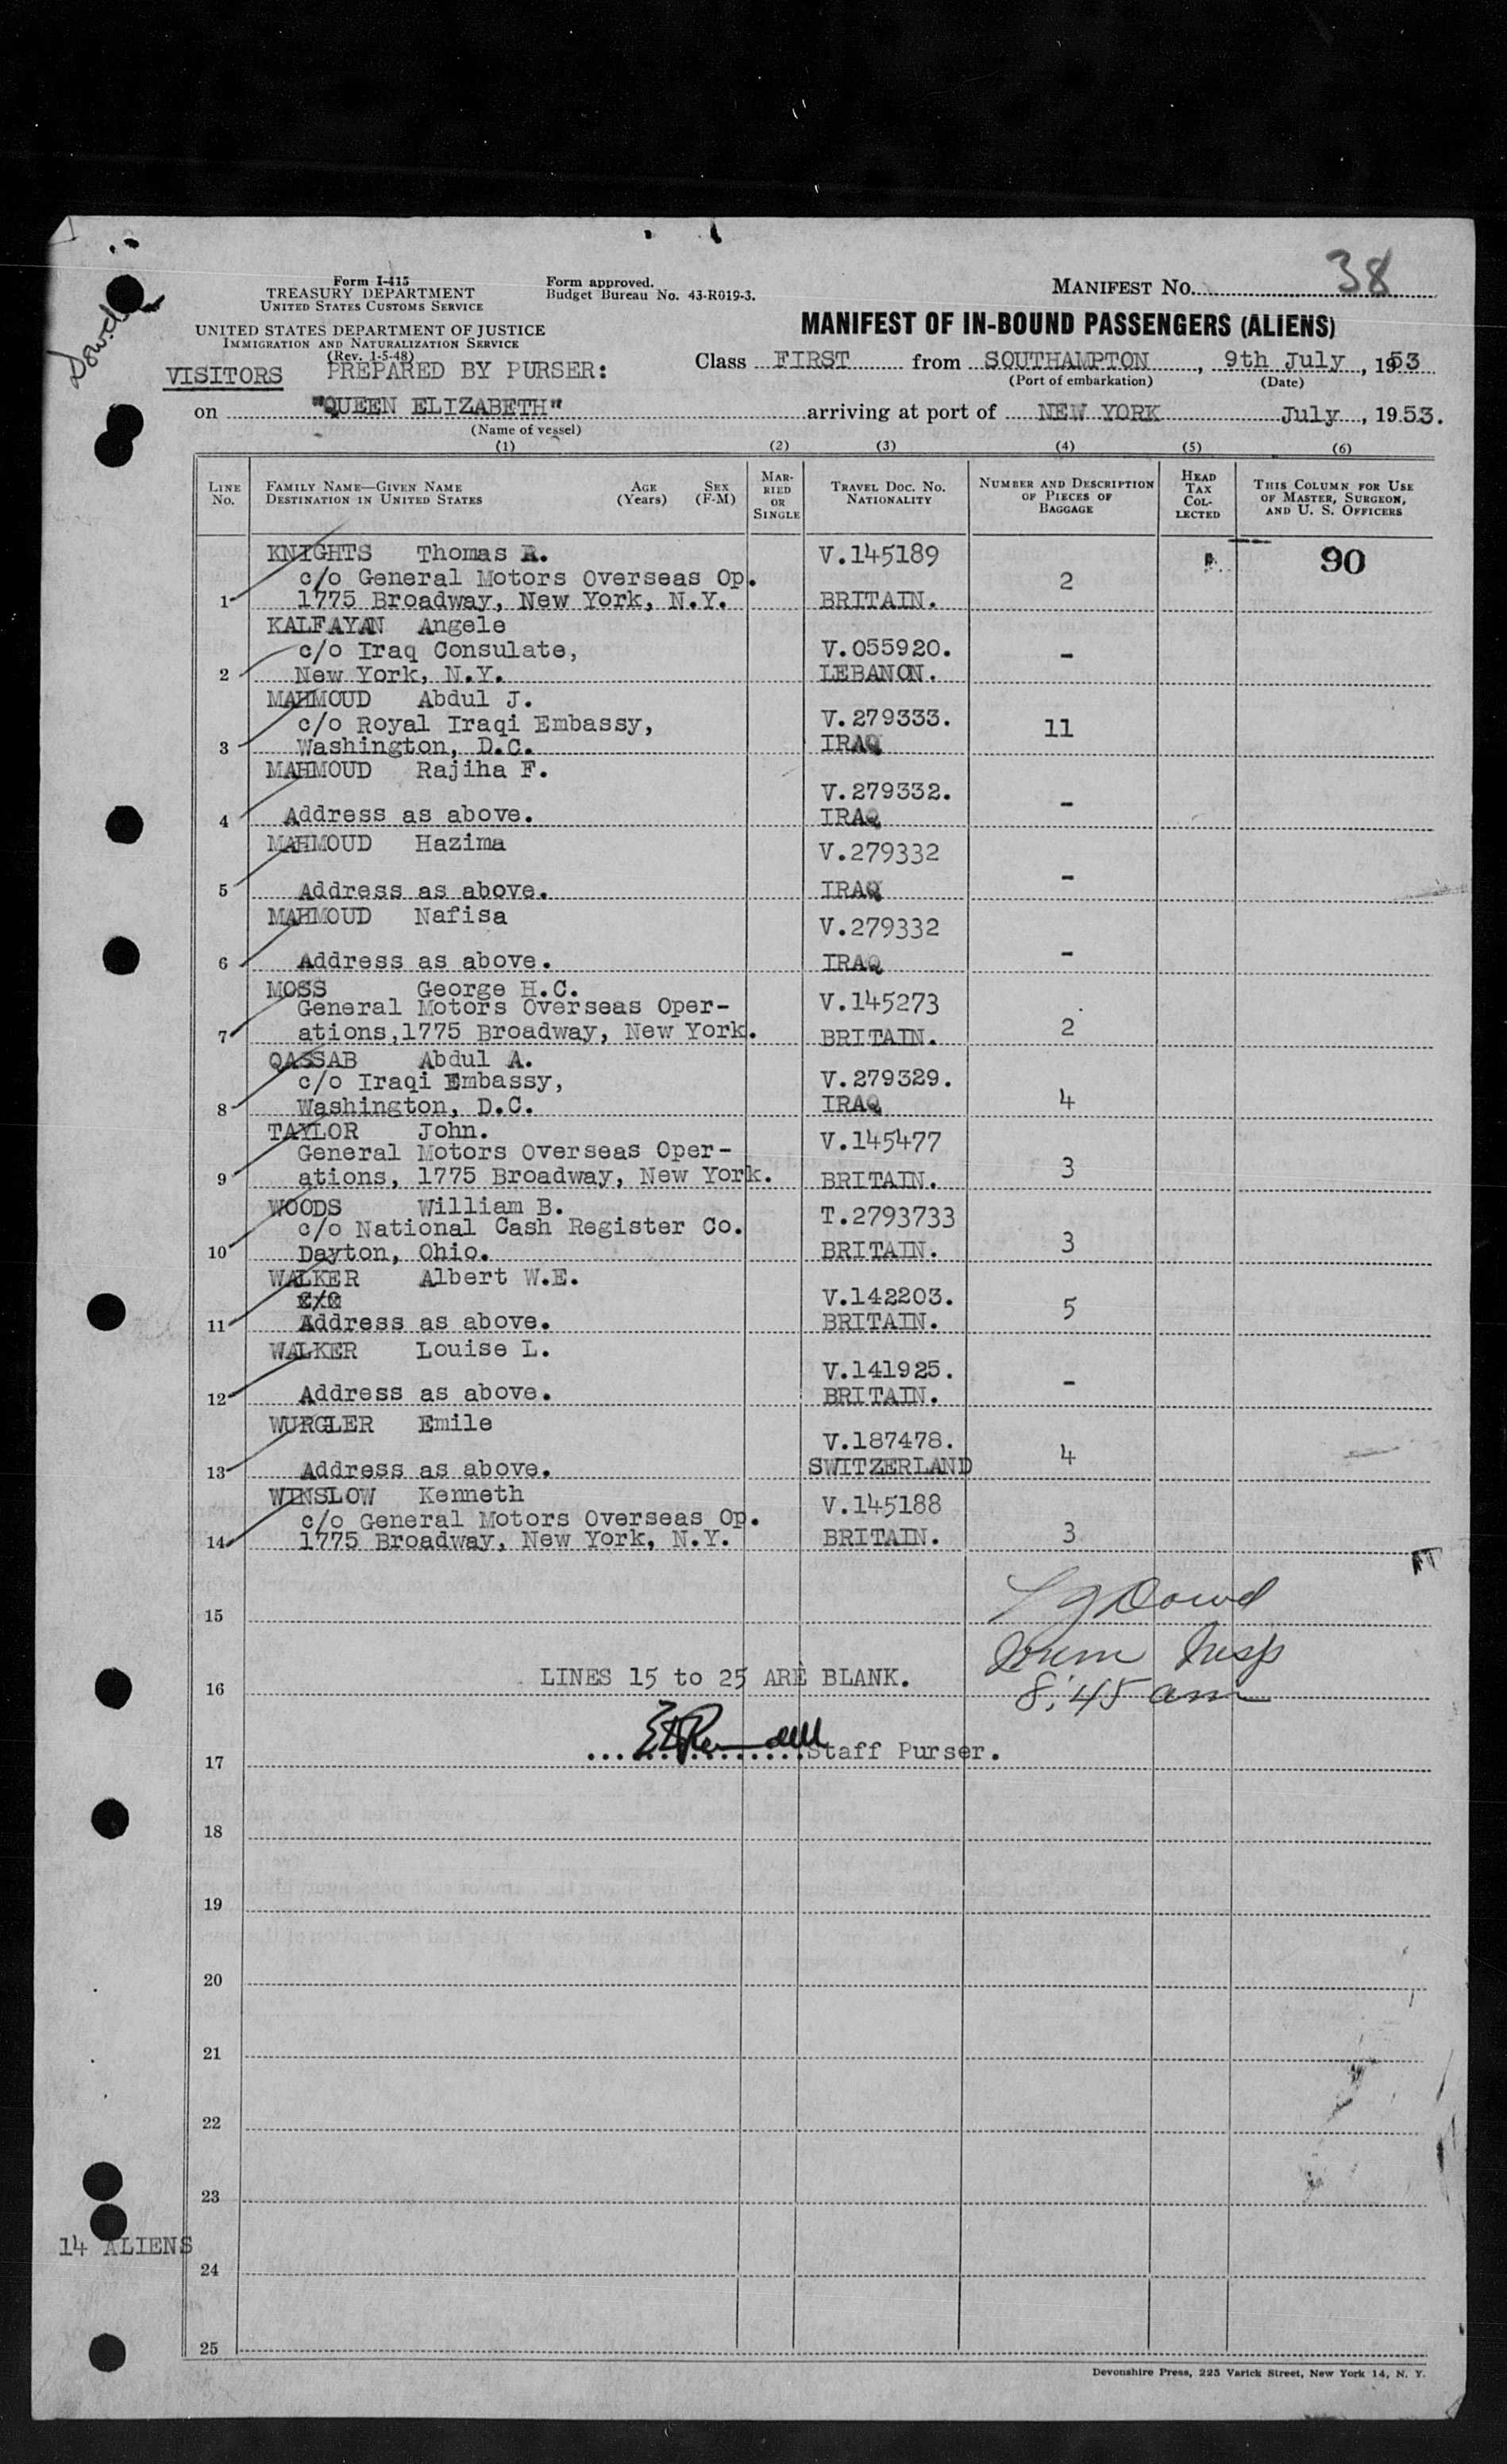 Dowd
Form I-415
TREASURY DEPARTMENT
UNITED STATES CUSTOMS SERVICE
Form approved.
Budget Bureau No. 43-R019-3.
MANIFEST No. 38
UNITED STATES DEPARTMENT OF JUSTICE
IMMIGRATION AND NATURALIZATION SERVICE
(Rev. 1-5-48)
MANIFEST OF IN-BOUND PASSENGERS (ALIENS)
VISITORS PREPARED BY PURSER:
Class FIRST from SOUTHAMPTON, 9th July, 1953
(Port of embarkation) (Date)
on "QUEEN ELIZABETH" arriving at port of NEW YORK July, 1953.
(Name of vessel)
(1) (2) (3) (4) (5) (6)
LINE No.
FAMILY NAME—GIVEN NAME
DESTINATION IN UNITED STATES
AGE (Years)
SEX (F-M)
MARRIED OR SINGLE
TRAVEL DOC. NO. NATIONALITY
NUMBER AND DESCRIPTION OF PIECES OF BAGGAGE
HEAD TAX COLLECTED
THIS COLUMN FOR USE OF MASTER, SURGEON, AND U. S. OFFICERS
KNIGHTS Thomas R. V.145189 90
c/o General Motors Overseas Op. 2
1 1775 Broadway, New York, N.Y. BRITAIN.
KALFAYAN Angele
c/o Iraq Consulate, V.055920. -
2 New York, N.Y. LEBANON.
MAHMOUD Abdul J.
c/o Royal Iraqi Embassy, V.279333. 11
3 Washington, D.C. IRAQ
MAHMOUD Rajiha F.
V.279332. -
4 Address as above. IRAQ
MAHMOUD Hazima V.279332
-
5 Address as above. IRAQ
MAHMOUD Nafisa V.279332
-
6 Address as above. IRAQ
MOSS George H.C.
General Motors Overseas Oper- V.145273 2
7 ations,1775 Broadway, New York. BRITAIN.
QASSAB Abdul A.
c/o Iraqi Embassy, V.279329. 4
8 Washington, D.C. IRAQ
TAYLOR John. V.145477
General Motors Overseas Oper- 3
9 ations, 1775 Broadway, New York. BRITAIN.
WOODS William B. T.2793733
c/o National Cash Register Co. 3
10 Dayton, Ohio. BRITAIN.
WALKER Albert W.E.
c/o V.142203. 5
11 Address as above. BRITAIN.
WALKER Louise L.
V.141925. -
12 Address as above. BRITAIN.
WURGLER Emile
V.187478. 4
13 Address as above. SWITZERLAND
WINSLOW Kenneth V.145188
c/o General Motors Overseas Op. 3
14 1775 Broadway, New York, N.Y. BRITAIN.
15 Dowd
Imm Insp
16 LINES 15 to 25 ARE BLANK. 8:45 am
17 Staff Purser.
18
19
20
21
22
23
14 ALIENS
24
25
Devonshire Press, 225 Varick Street, New York 14, N. Y.